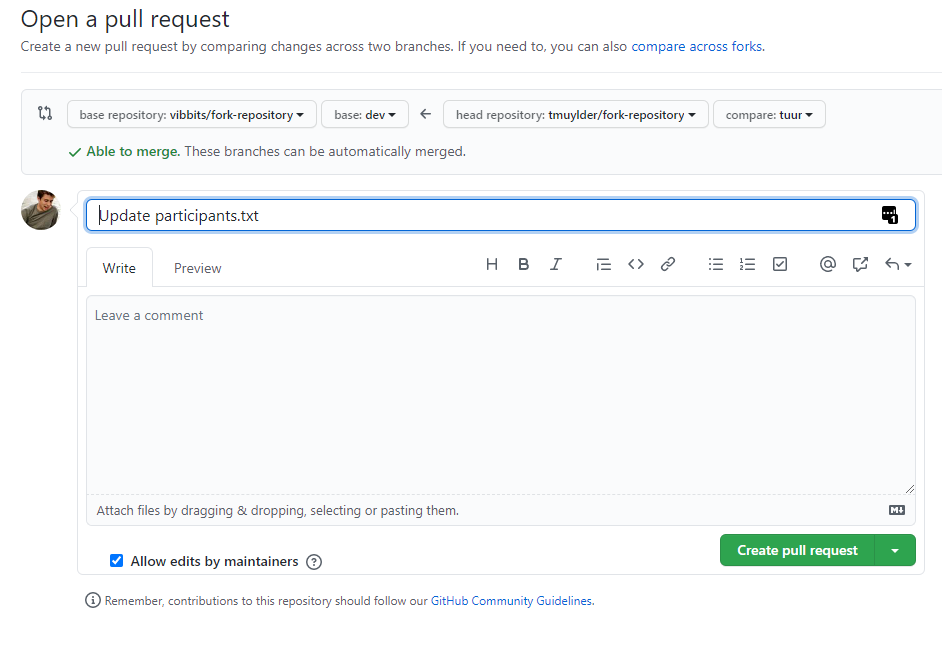 Open a pull request
Create a new pull request by comparing changes across two branches. If you need to, you can also compare across forks.
base repository: vibbits/fork-repository base: dev ← head repository: tmuylder/fork-repository compare: tuur
Able to merge. These branches can be automatically merged.
Update participants.txt 1
Write Preview H B I
Leave a comment
Attach files by dragging & dropping, selecting or pasting them.
Create pull request
Allow edits by maintainers ?
Remember, contributions to this repository should follow our GitHub Community Guidelines.